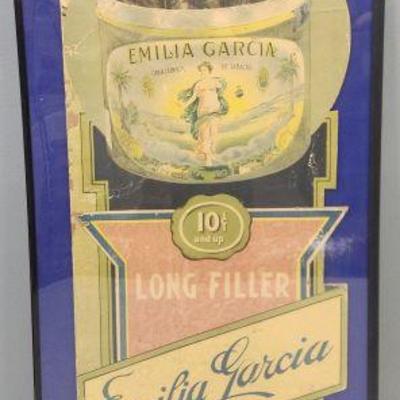 EMILIA GARCIA
10¢
and up
LONG FILLER
Emilia Garcia